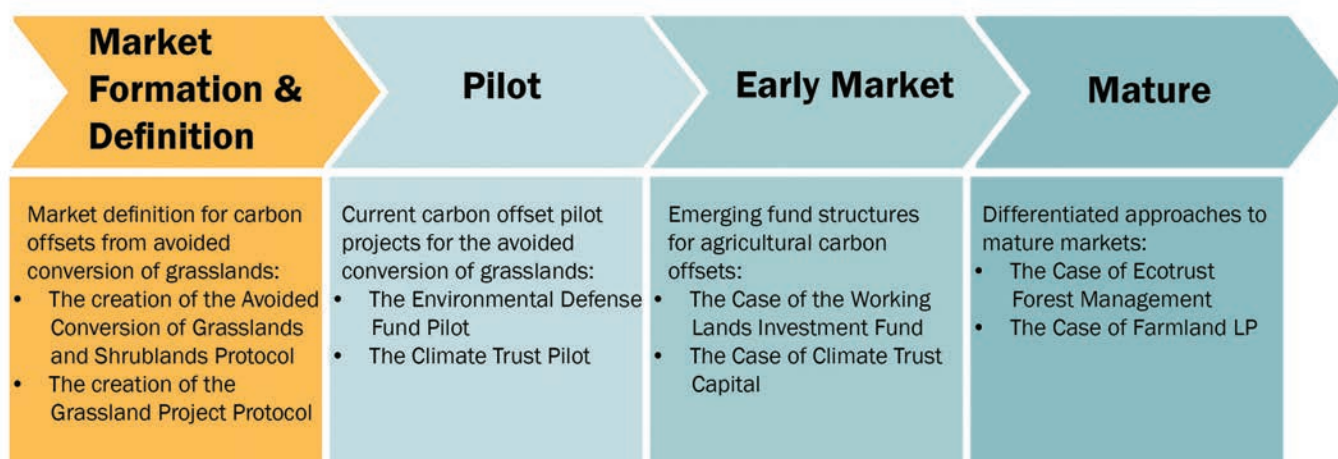 Market
Formation &
Definition
Pilot
Early Market
Mature
Market definition for carbon
offsets from avoided
conversion of grasslands:
• The creation of the Avoided
Conversion of Grasslands
and Shrublands Protocol
• The creation of the
Grassland Project Protocol
Current carbon offset pilot
projects for the avoided
conversion of grasslands:
• The Environmental Defense
Fund Pilot
• The Climate Trust Pilot
Emerging fund structures
for agricultural carbon
offsets:
• The Case of the Working
Lands Investment Fund
• The Case of Climate Trust
Capital
Differentiated approaches to
mature markets:
• The Case of Ecotrust
Forest Management
• The Case of Farmland LP